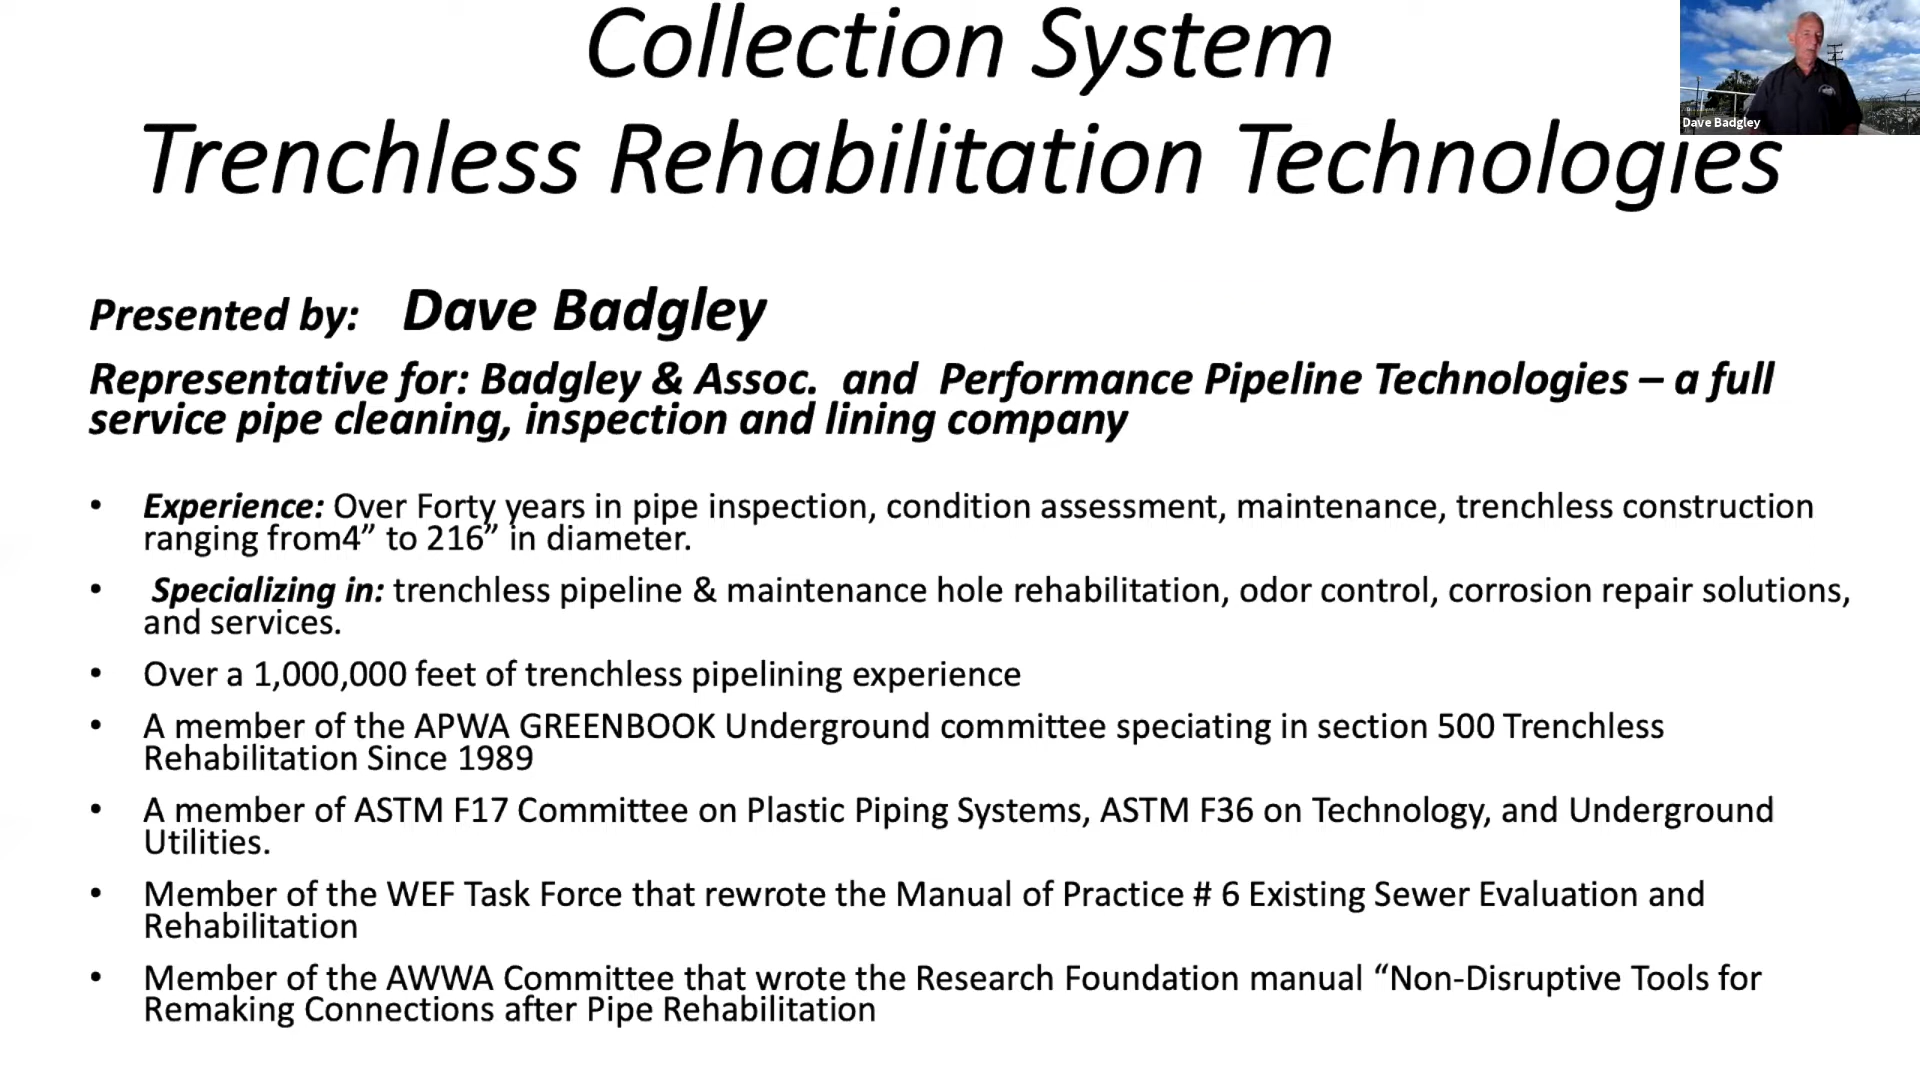 Collection System
Trenchless Rehabilitation Technologies
Dave Badgley
Presented by: Dave Badgley
Representative for: Badgley & Assoc. and Performance Pipeline Technologies – a full
service pipe cleaning, inspection and lining company
• Experience: Over Forty years in pipe inspection, condition assessment, maintenance, trenchless construction
ranging from4” to 216” in diameter.
• Specializing in: trenchless pipeline & maintenance hole rehabilitation, odor control, corrosion repair solutions,
and services.
• Over a 1,000,000 feet of trenchless pipelining experience
• A member of the APWA GREENBOOK Underground committee speciating in section 500 Trenchless
Rehabilitation Since 1989
• A member of ASTM F17 Committee on Plastic Piping Systems, ASTM F36 on Technology, and Underground
Utilities.
• Member of the WEF Task Force that rewrote the Manual of Practice # 6 Existing Sewer Evaluation and
Rehabilitation
• Member of the AWWA Committee that wrote the Research Foundation manual “Non-Disruptive Tools for
Remaking Connections after Pipe Rehabilitation